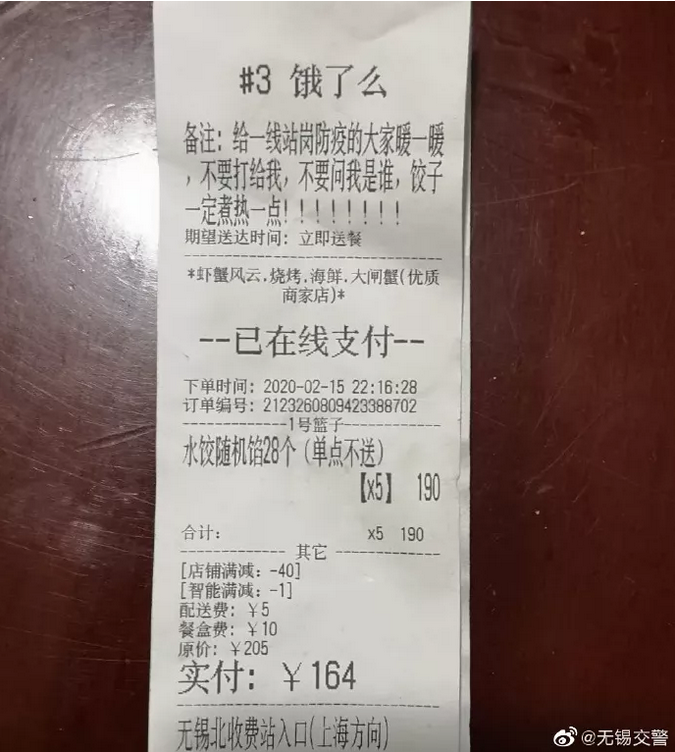 #3 饿了么
备注: 给一线站岗防疫的大家暖一暖
, 不要打给我, 不要问我是谁, 饺子
一定煮热一点!!!!!!!!
期望送达时间: 立即送餐
*虾蟹风云.烧烤.海鲜.大闸蟹(优质
商家店)*
--已在线支付--
下单时间: 2020-02-15 22:16:28
订单编号: 2123260809423388702
1号篮子
水饺随机馅28个 (单点不送)
【x5】 190
合计: x5 190
其它
[店铺满减: -40]
[智能满减: -1]
配送费: ¥5
餐盒费: ¥10
原价: ¥205
实付: ¥164
无锡北收费站入口(上海方向)
@无锡交警